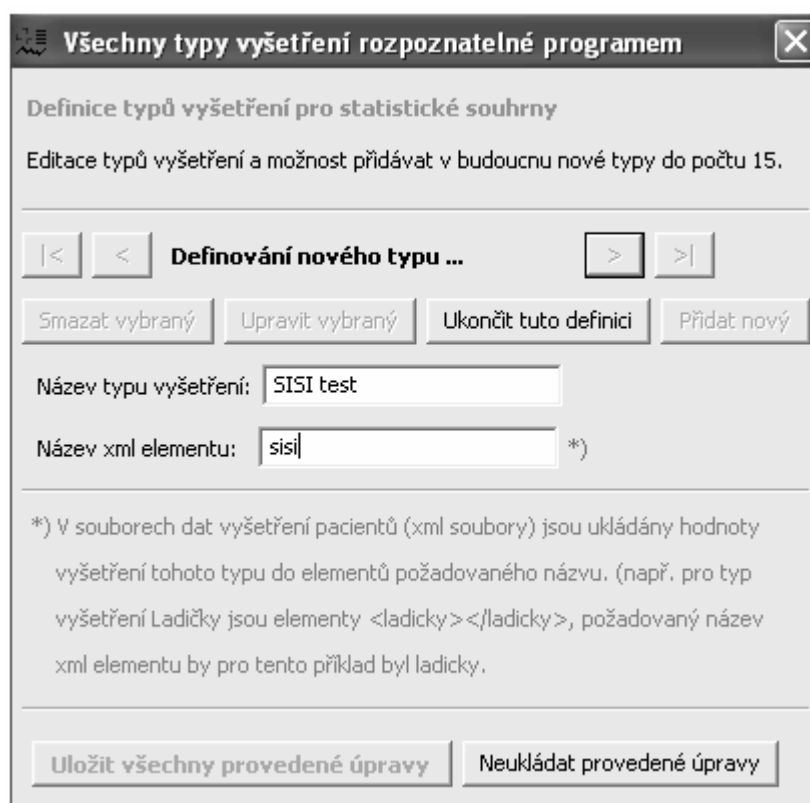 Všechny typy vyšetření rozpoznatelné programem
Definice typů vyšetření pro statistické souhrny
Editace typů vyšetření a možnost přidávat v budoucnu nové typy do počtu 15.
|< < Definování nového typu ... > >|
Smazat vybraný Upravit vybraný Ukončit tuto definici Přidat nový
Název typu vyšetření: SISI test
Název xml elementu: sisi *)
*) V souborech dat vyšetření pacientů (xml soubory) jsou ukládány hodnoty
vyšetření tohoto typu do elementů požadovaného názvu. (např. pro typ
vyšetření Ladičky jsou elementy <ladicky></ladicky>, požadovaný název
xml elementu by pro tento příklad byl ladicky.
Uložit všechny provedené úpravy Neukládat provedené úpravy